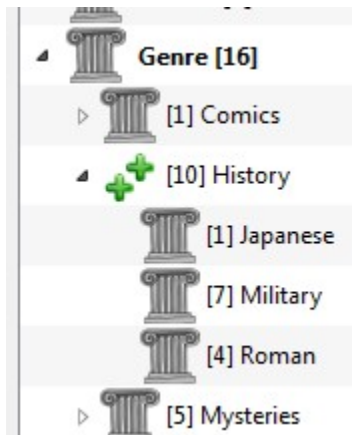 Genre [16]
[1] Comics
[10] History
[1] Japanese
[7] Military
[4] Roman
[5] Mysteries